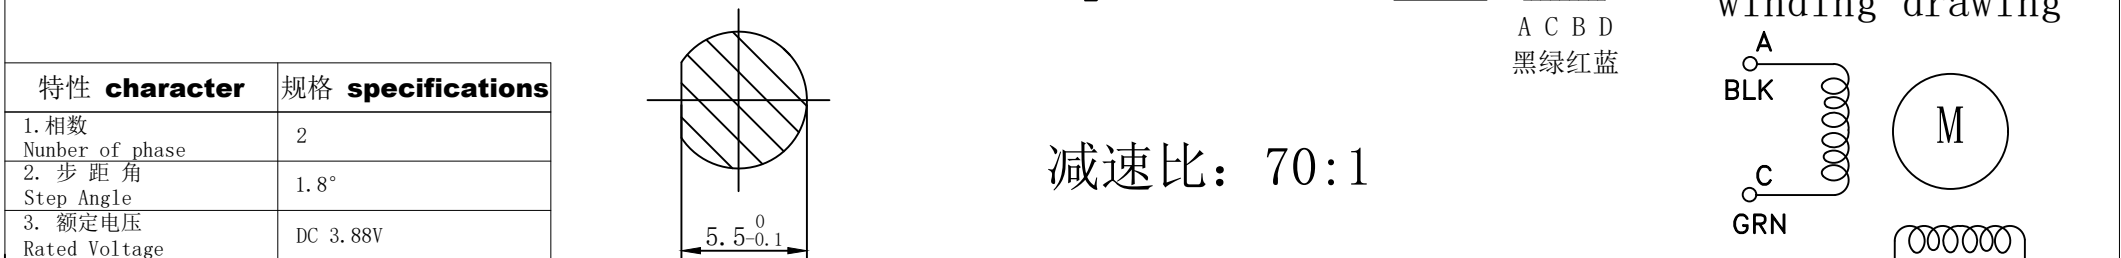 winding drawing
A C B D
黑绿红蓝
特性 character 规格 specifications
1.相数
Nunber of phase
2
2. 步 距 角
Step Angle
1.8°
3. 额定电压
Rated Voltage
DC 3.88V
5.5 0 -0.1
减速比: 70:1
A
BLK
C
GRN
M